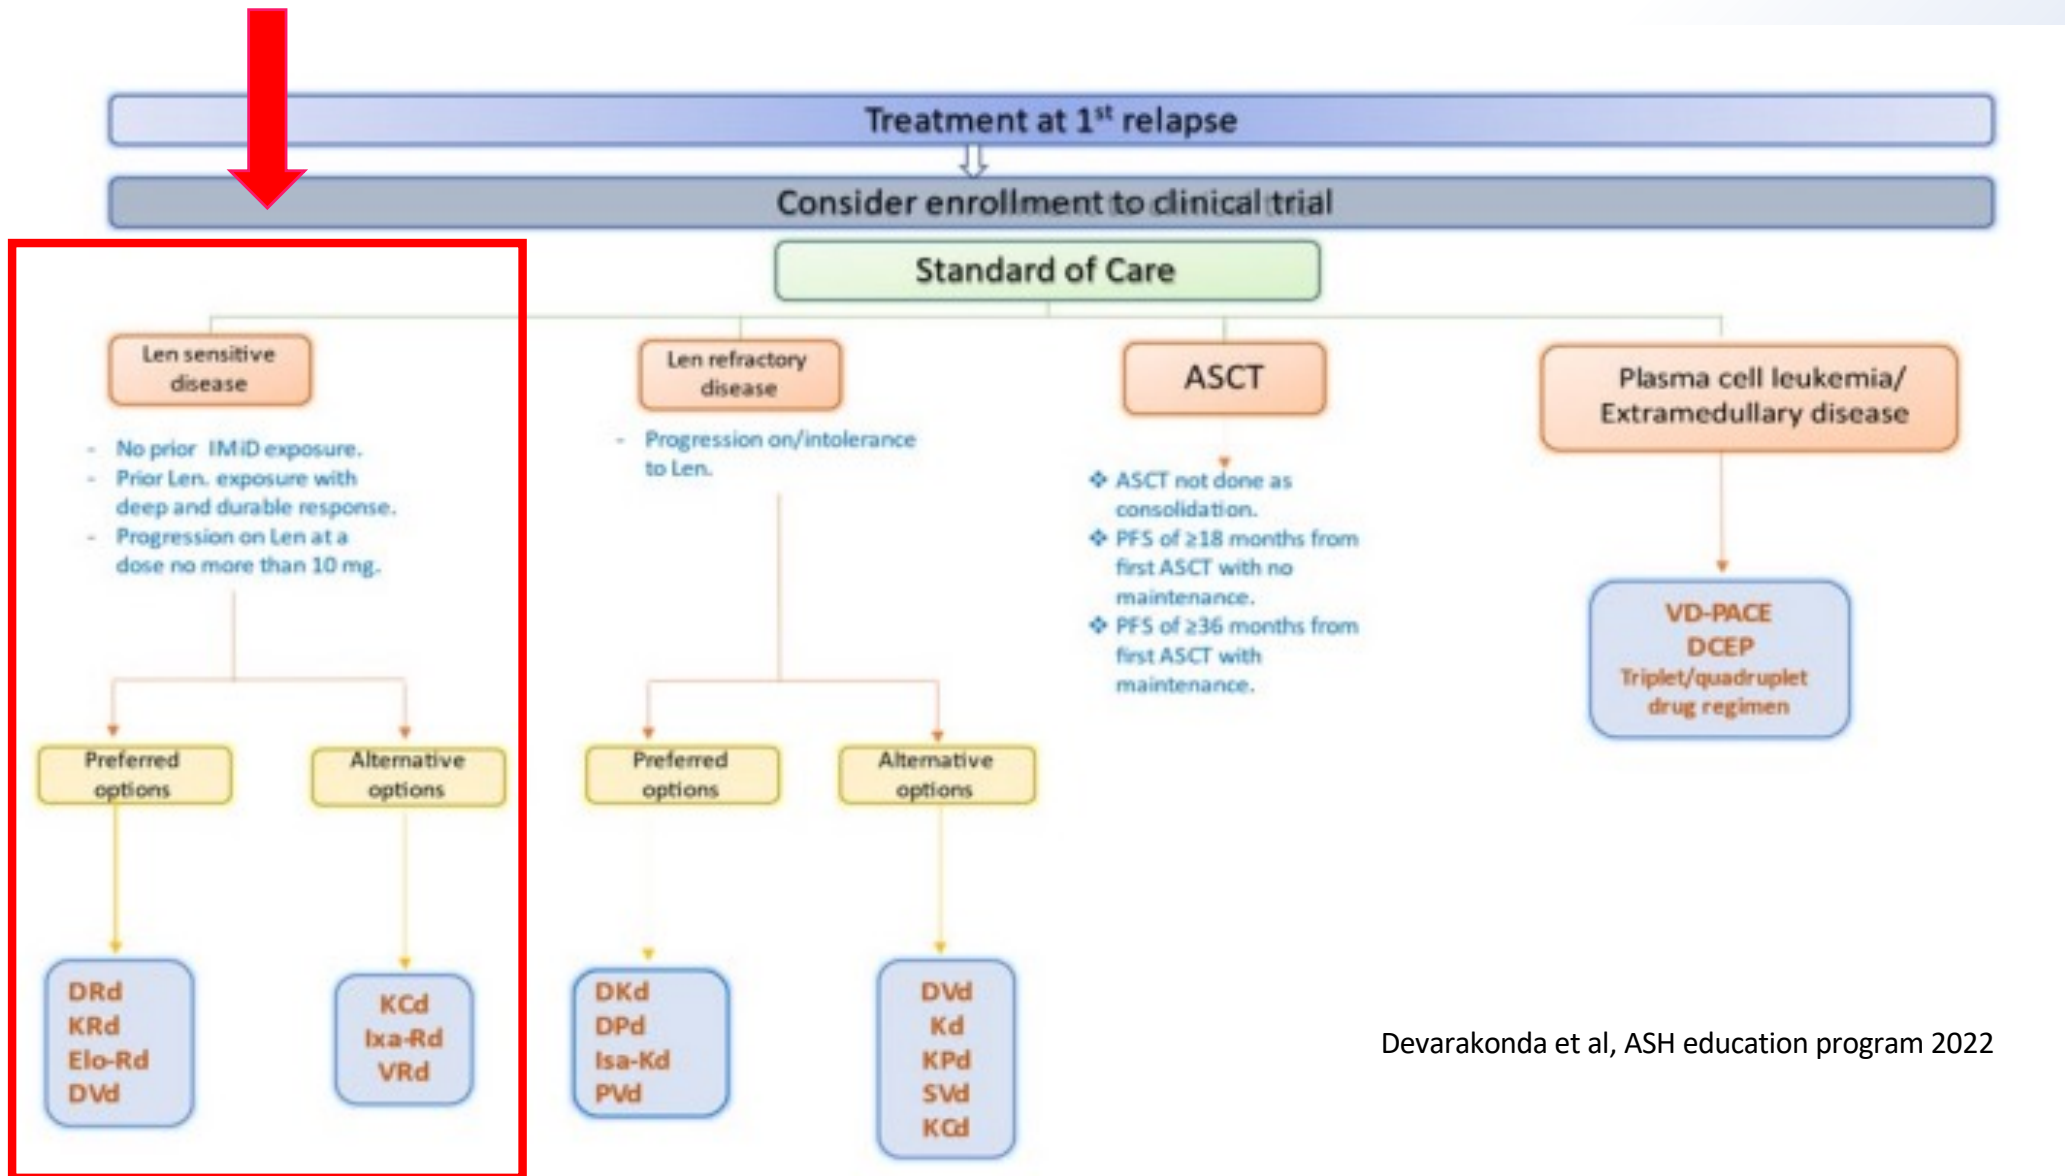 Treatment at 1st relapse
Consider enrollment to clinical trial
Standard of Care
Len sensitive
disease
- No prior IMiD exposure.
- Prior Len. exposure with
deep and durable response.
- Progression on Len at a
dose no more than 10 mg.
Preferred
options
Alternative
options
DRd
KRd
Elo-Rd
DVd
KCd
Ixa-Rd
VRd
Len refractory
disease
- Progression on/intolerance
to Len.
Preferred
options
Alternative
options
DKd
DPd
Isa-Kd
PVd
DVd
Kd
KPd
SVd
KCd
ASCT
❖ ASCT not done as
consolidation.
❖ PFS of ≥18 months from
first ASCT with no
maintenance.
❖ PFS of ≥36 months from
first ASCT with
maintenance.
Plasma cell leukemia/
Extramedullary disease
VD-PACE
DCEP
Triplet/quadruplet
drug regimen
Devarakonda et al, ASH education program 2022